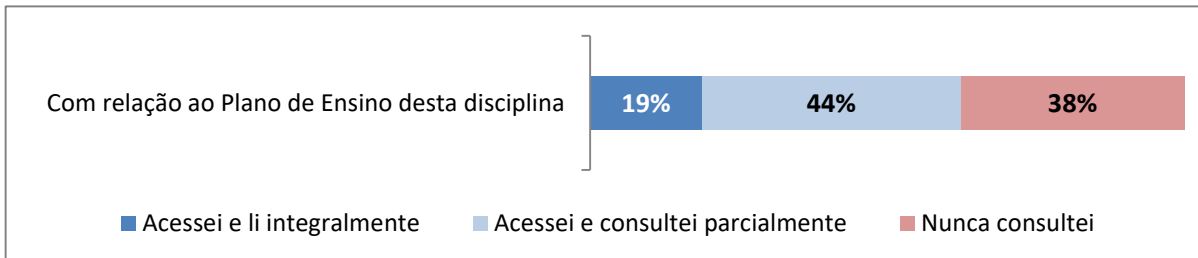 Com relação ao Plano de Ensino desta disciplina
19%
44%
38%
Acessei e li integralmente
Acessei e consultei parcialmente
Nunca consultei